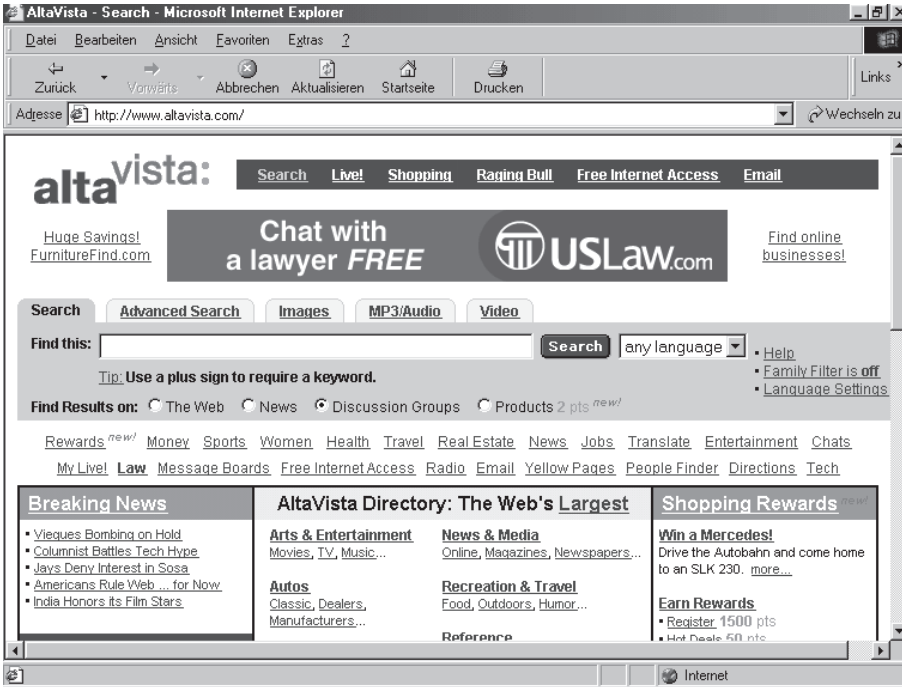 AltaVista - Search - Microsoft Internet Explorer
Datei Bearbeiten Ansicht Favoriten Extras ?
Zurück Vorwärts Abbrechen Aktualisieren Startseite Drucken Links
Adresse http://www.altavista.com/ Wechseln zu
altavista: Search Live! Shopping Raging Bull Free Internet Access Email
Huge Savings!
FurnitureFind.com
Chat with
a lawyer FREE
USLaw.com
Find online
businesses!
Search Advanced Search Images MP3/Audio Video
Find this: Search any language
• Help
• Family Filter is off
• Language Settings
Tip: Use a plus sign to require a keyword.
Find Results on: The Web News Discussion Groups Products 2 pts new!
Rewards new! Money Sports Women Health Travel Real Estate News Jobs Translate Entertainment Chats
My Live! Law Message Boards Free Internet Access Radio Email Yellow Pages People Finder Directions Tech
Breaking News
• Vieques Bombing on Hold
• Columnist Battles Tech Hype
• Jays Deny Interest in Sosa
• Americans Rule Web ... for Now
• India Honors its Film Stars
AltaVista Directory: The Web's Largest
Arts & Entertainment
Movies, TV, Music...
Autos
Classic, Dealers,
Manufacturers...
News & Media
Online, Magazines, Newspapers...
Recreation & Travel
Food, Outdoors, Humor...
Reference
Shopping Rewards new!
Win a Mercedes!
Drive the Autobahn and come home
to an SLK 230. more...
Earn Rewards
• Register 1500 pts
• Hot Deals 50 pts
Internet